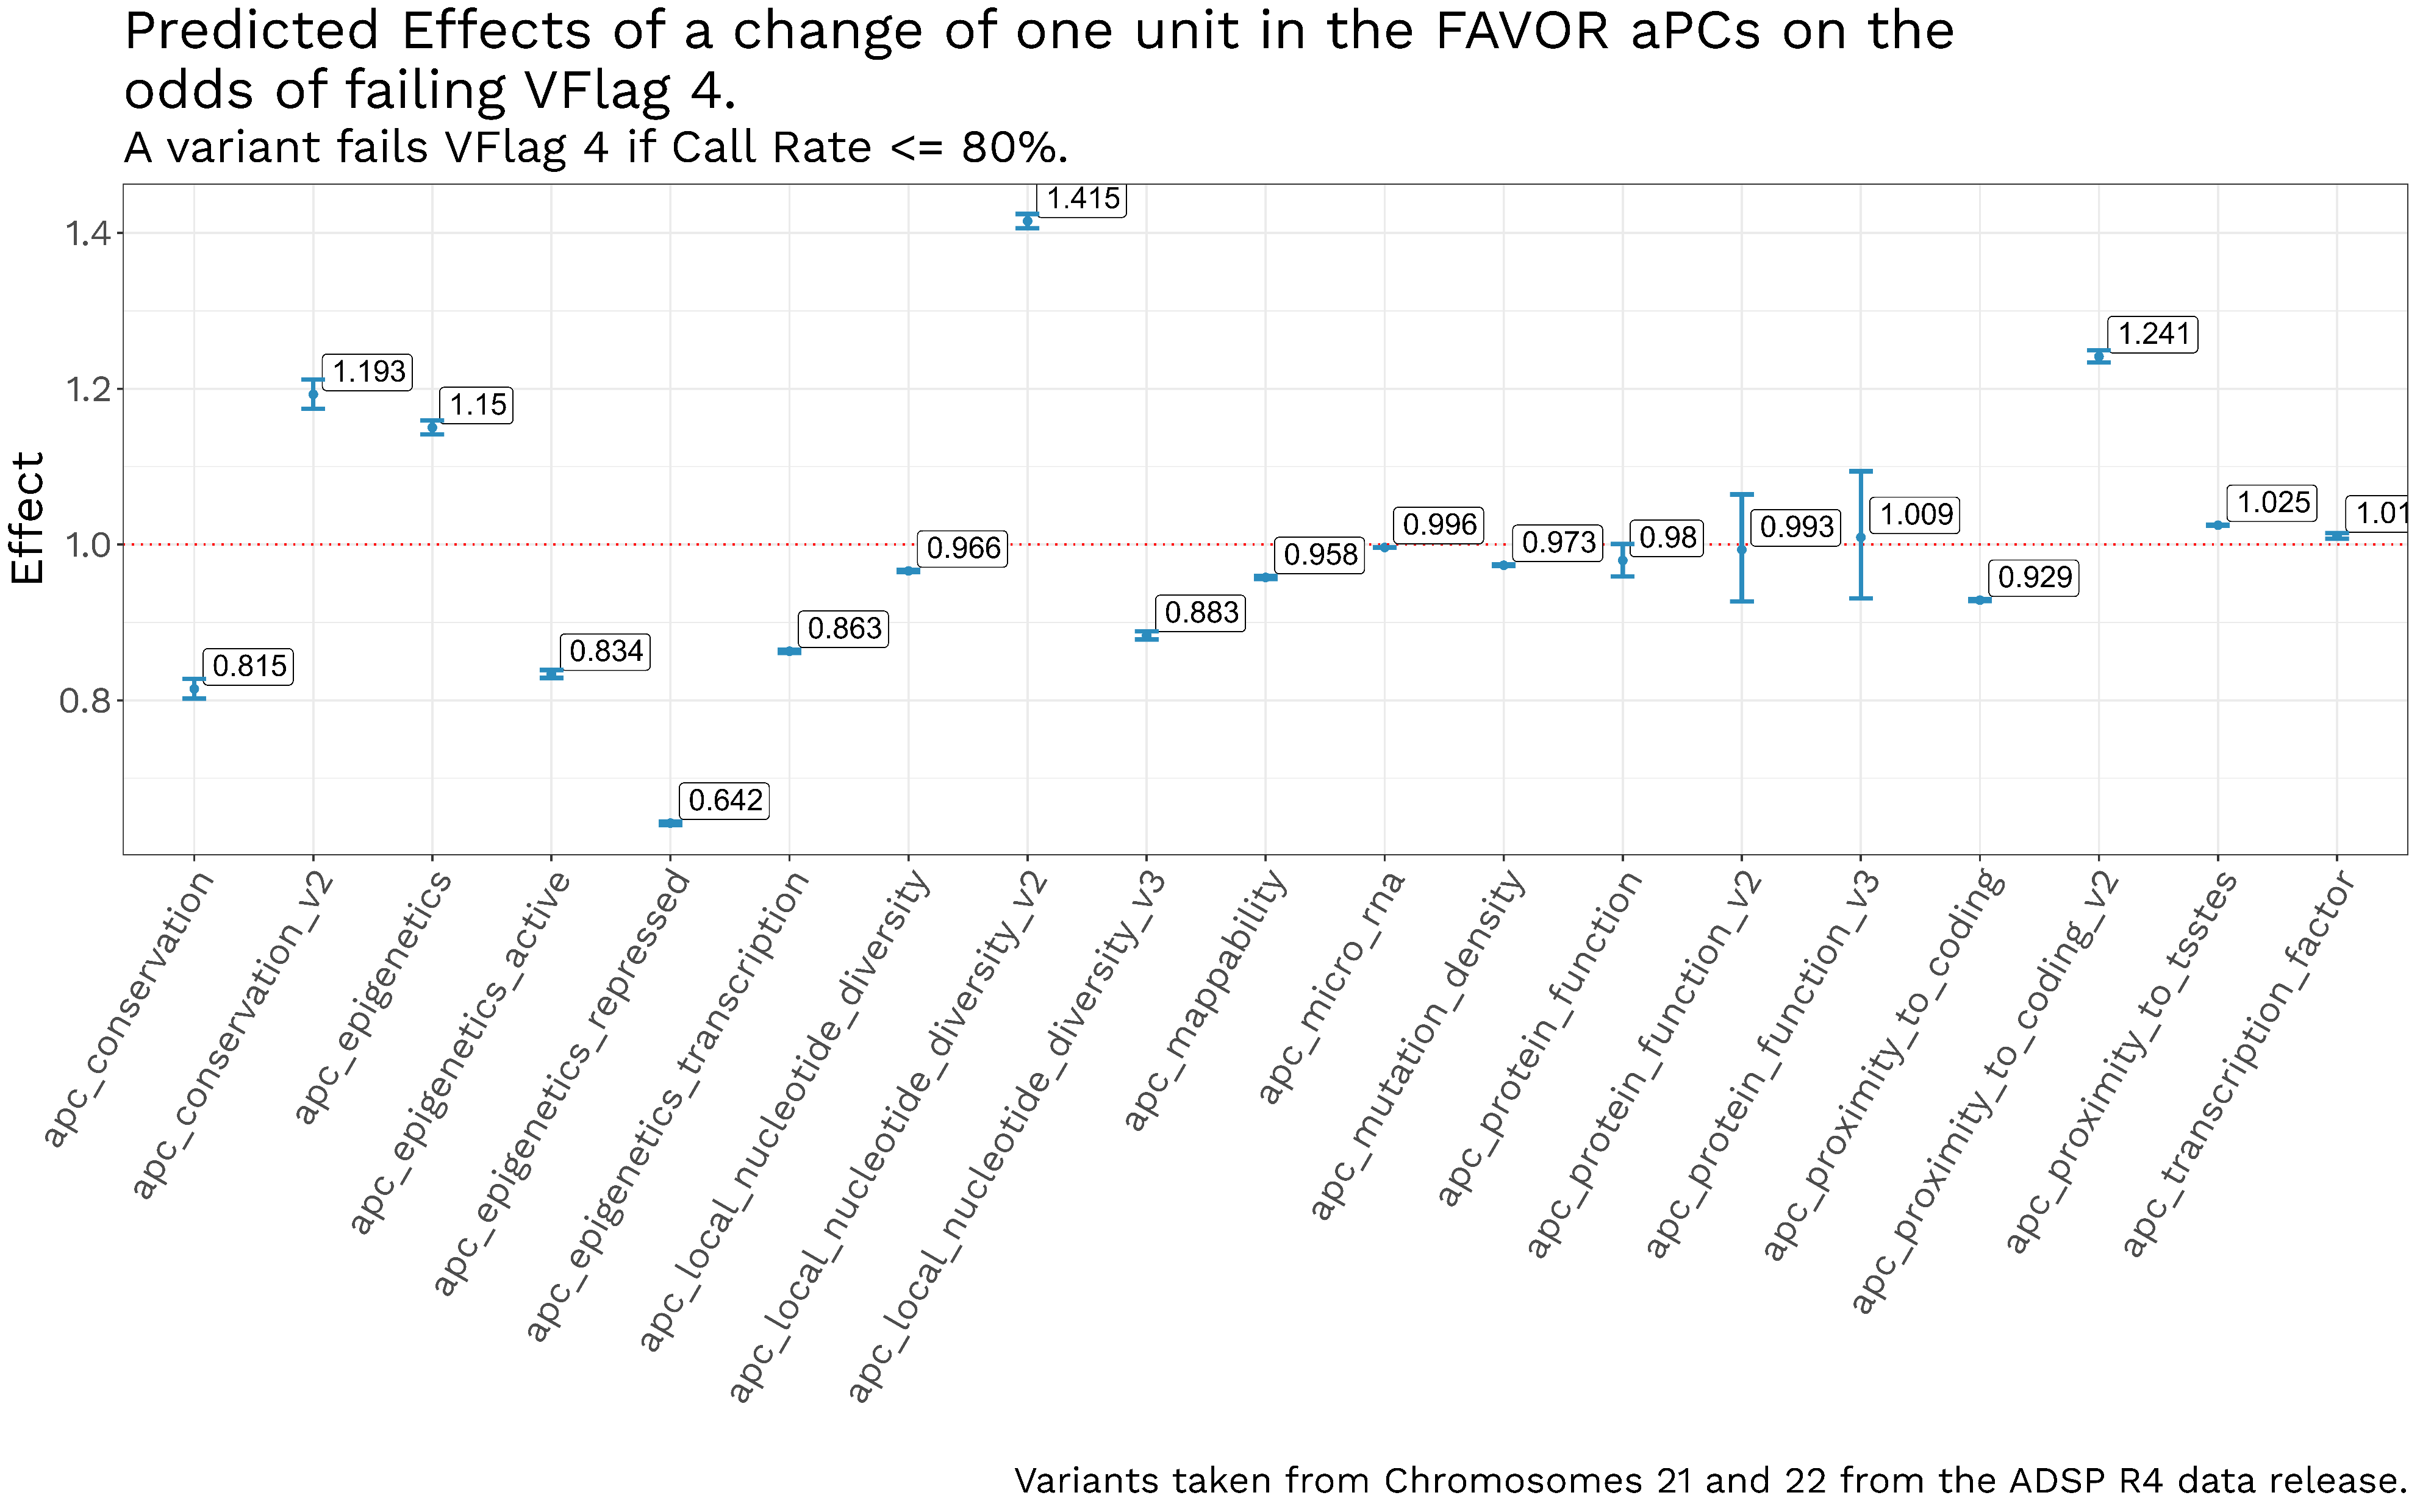 Predicted Effects of a change of one unit in the FAVOR aPCs on the
odds of failing VFlag 4.
A variant fails VFlag 4 if Call Rate <= 80%.
Effect
1.4
1.2
1.0
0.8
0.815
1.193
1.15
0.834
0.642
0.863
0.966
1.415
0.883
0.958
0.996
0.973
0.98
0.993
1.009
0.929
1.241
1.025
1.01
apc_conservation
apc_conservation_v2
apc_epigenetics
apc_epigenetics_active
apc_epigenetics_repressed
apc_epigenetics_transcription
apc_local_nucleotide_diversity
apc_local_nucleotide_diversity_v2
apc_local_nucleotide_diversity_v3
apc_mappability
apc_micro_rna
apc_mutation_density
apc_protein_function
apc_protein_function_v2
apc_protein_function_v3
apc_proximity_to_coding
apc_proximity_to_coding_v2
apc_proximity_to_tsstes
apc_transcription_factor
Variants taken from Chromosomes 21 and 22 from the ADSP R4 data release.